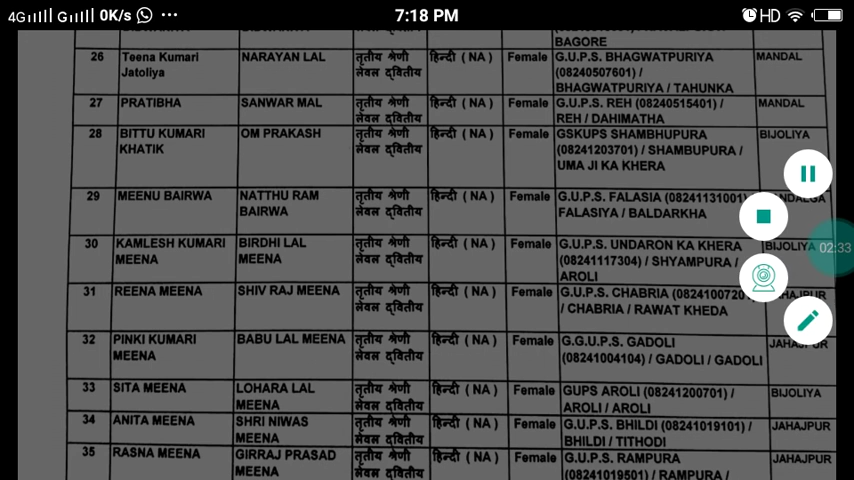 4G G 0K/s ••• 7:18 PM HD
BAGORE
26 Teena Kumari Jatoliya NARAYAN LAL तृतीय श्रेणी लेवल द्वितीय हिन्दी ( NA ) Female G.U.P.S. BHAGWATPURIYA (08240507601) / BHAGWATPURIYA / TAHUNKA MANDAL
27 PRATIBHA SANWAR MAL तृतीय श्रेणी लेवल द्वितीय हिन्दी ( NA ) Female G.U.P.S. REH (08240515401) / REH / DAHIMATHA MANDAL
28 BITTU KUMARI KHATIK OM PRAKASH तृतीय श्रेणी लेवल द्वितीय हिन्दी ( NA ) Female GSKUPS SHAMBHUPURA (08241203701) / SHAMBUPURA / UMA JI KA KHERA BIJOLIYA
29 MEENU BAIRWA NATTHU RAM BAIRWA तृतीय श्रेणी लेवल द्वितीय हिन्दी ( NA ) Female G.U.P.S. FALASIA (08241131001) FALASIYA / BALDARKHA
30 KAMLESH KUMARI MEENA BIRDHI LAL MEENA तृतीय श्रेणी लेवल द्वितीय हिन्दी ( NA ) Female G.U.P.S. UNDARON KA KHERA (08241117304) / SHYAMPURA / AROLI BIJOLIYA
02:33
31 REENA MEENA SHIV RAJ MEENA तृतीय श्रेणी लेवल द्वितीय हिन्दी ( NA ) Female G.U.P.S. CHABRIA / CHABRIA / RAWAT KHEDA
32 PINKI KUMARI MEENA BABU LAL MEENA तृतीय श्रेणी लेवल द्वितीय हिन्दी ( NA ) Female G.G.U.P.S. GADOLI (08241004104) / GADOLI / GADOLI JAHAJPUR
33 SITA MEENA LOHARA LAL MEENA तृतीय श्रेणी लेवल द्वितीय हिन्दी ( NA ) Female GUPS AROLI (08241200701) / AROLI / AROLI BIJOLIYA
34 ANITA MEENA SHRI NIWAS MEENA तृतीय श्रेणी लेवल द्वितीय हिन्दी ( NA ) Female G.U.P.S. BHILDI (08241019101) / BHILDI / TITHODI JAHAJPUR
35 RASNA MEENA GIRRAJ PRASAD MEENA तृतीय श्रेणी लेवल द्वितीय हिन्दी ( NA ) Female G.U.P.S. RAMPURA (08241019501) / RAMPURA / JAHAJPUR